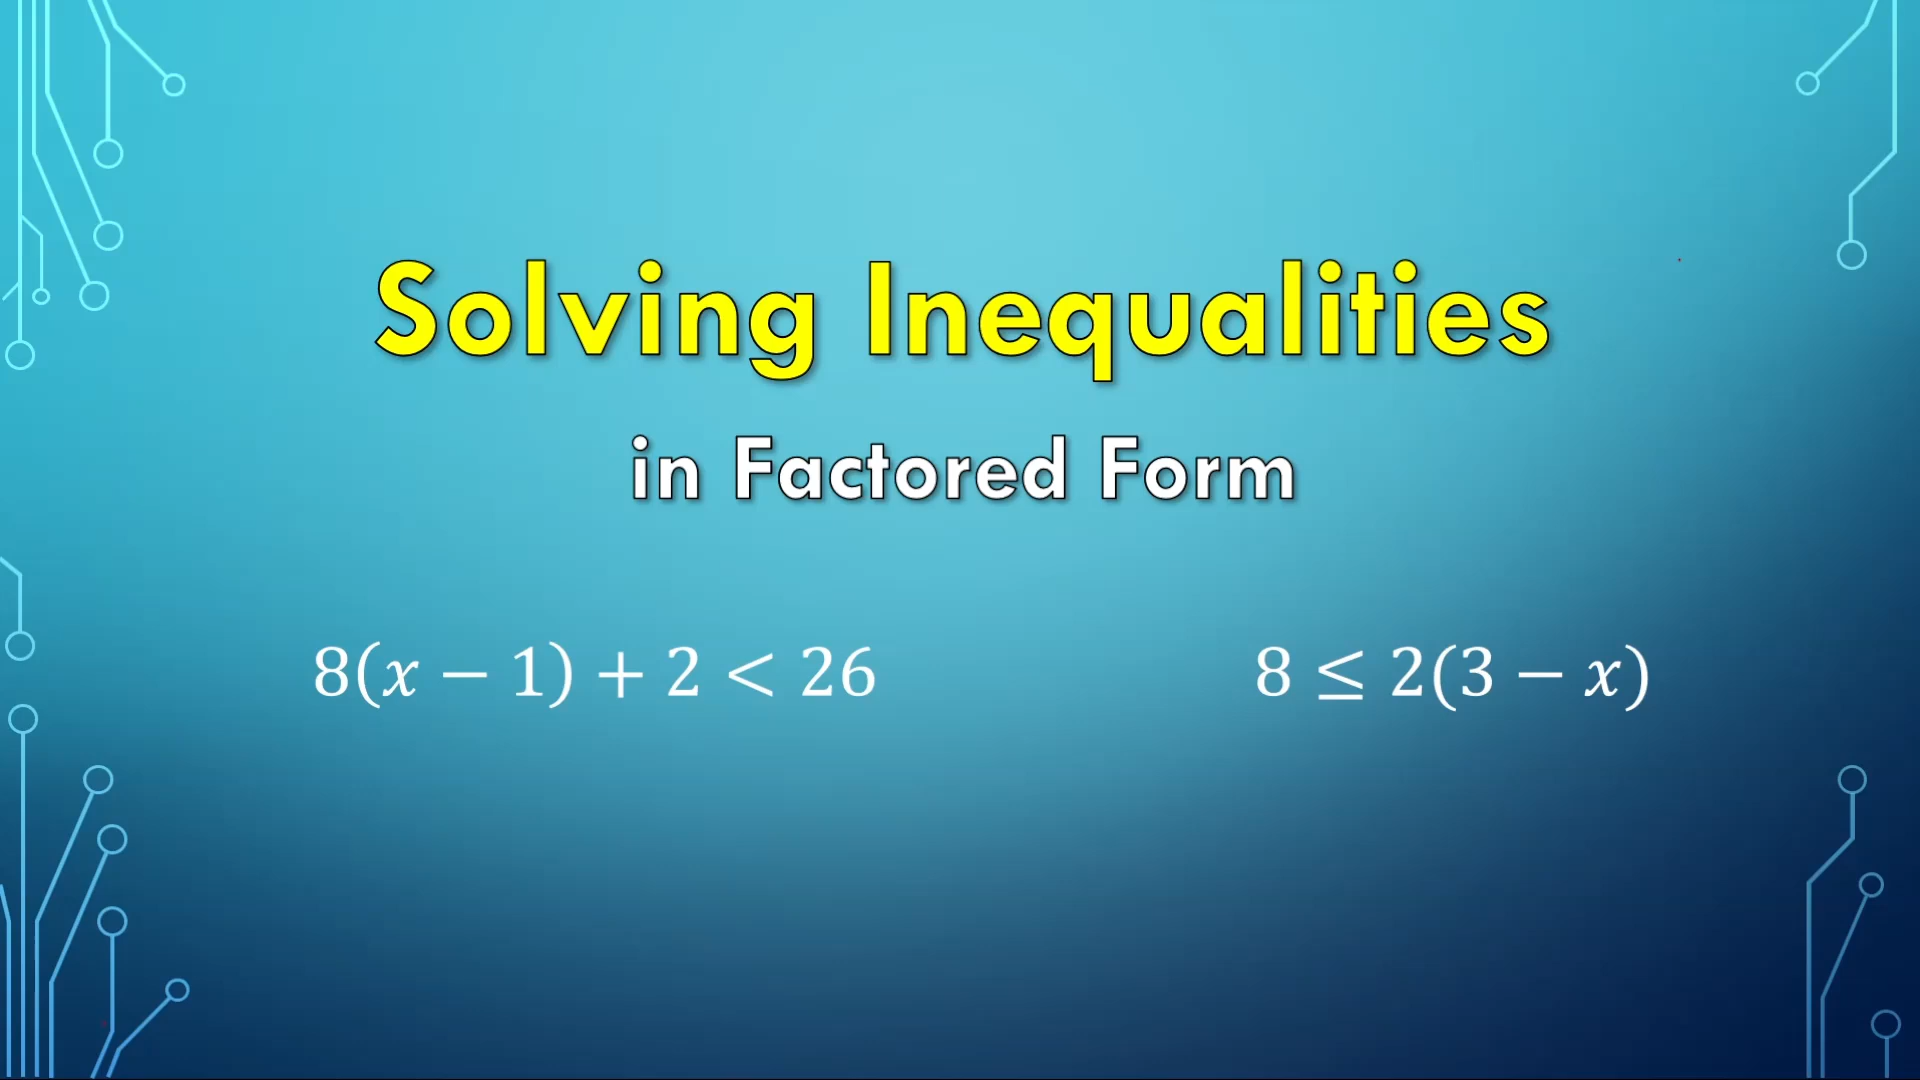 Solving Inequalities
in Factored Form
8(x − 1) + 2 < 26
8 ≤ 2(3 − x)